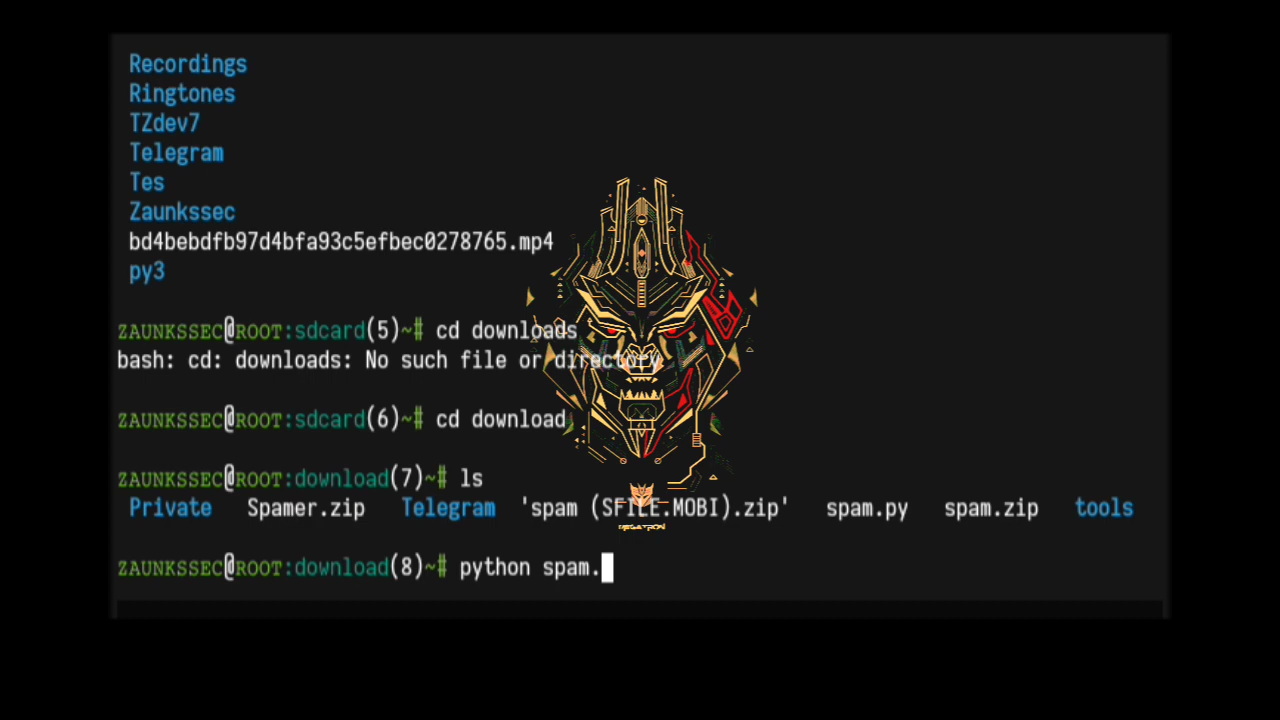 Recordings
Ringtones
TZdev7
Telegram
Tes
Zaunkssec
bd4bebdfb97d4bfa93c5efbec0278765.mp4
py3
ZAUNKSSEC@ROOT:sdcard(5)~# cd downloads
bash: cd: downloads: No such file or directory
ZAUNKSSEC@ROOT:sdcard(6)~# cd download
ZAUNKSSEC@ROOT:download(7)~# ls
Private Spamer.zip Telegram 'spam (SFILE.MOBI).zip' spam.py spam.zip tools
MEGATRON
ZAUNKSSEC@ROOT:download(8)~# python spam.